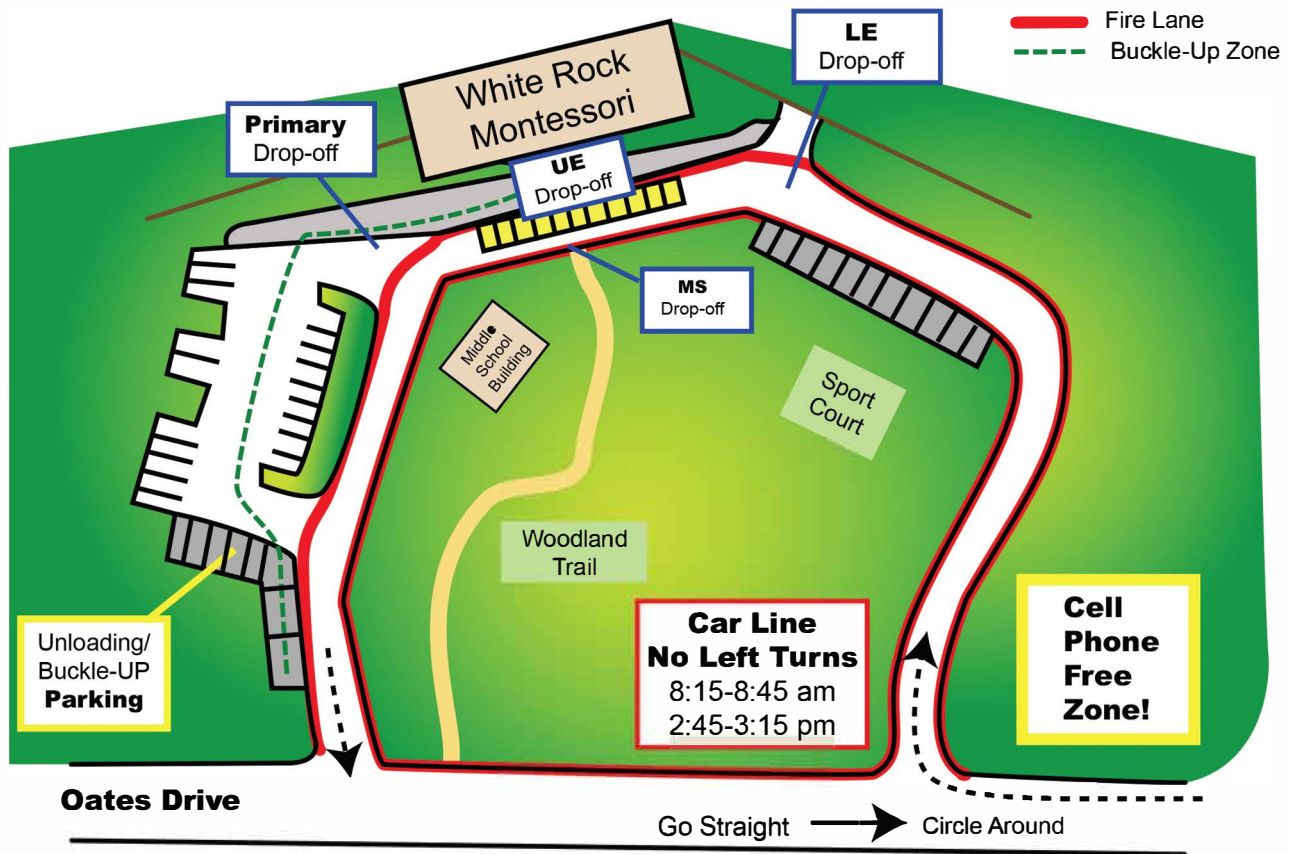 Fire Lane
Buckle-Up Zone
LE
Drop-off
White Rock
Montessori
Primary
Drop-off
UE
Drop-off
MS
Drop-off
Middle
School
Building
Sport
Court
Woodland
Trail
Unloading/
Buckle-UP
Parking
Car Line
No Left Turns
8:15-8:45 am
2:45-3:15 pm
Cell
Phone
Free
Zone!
Oates Drive
Go Straight
Circle Around